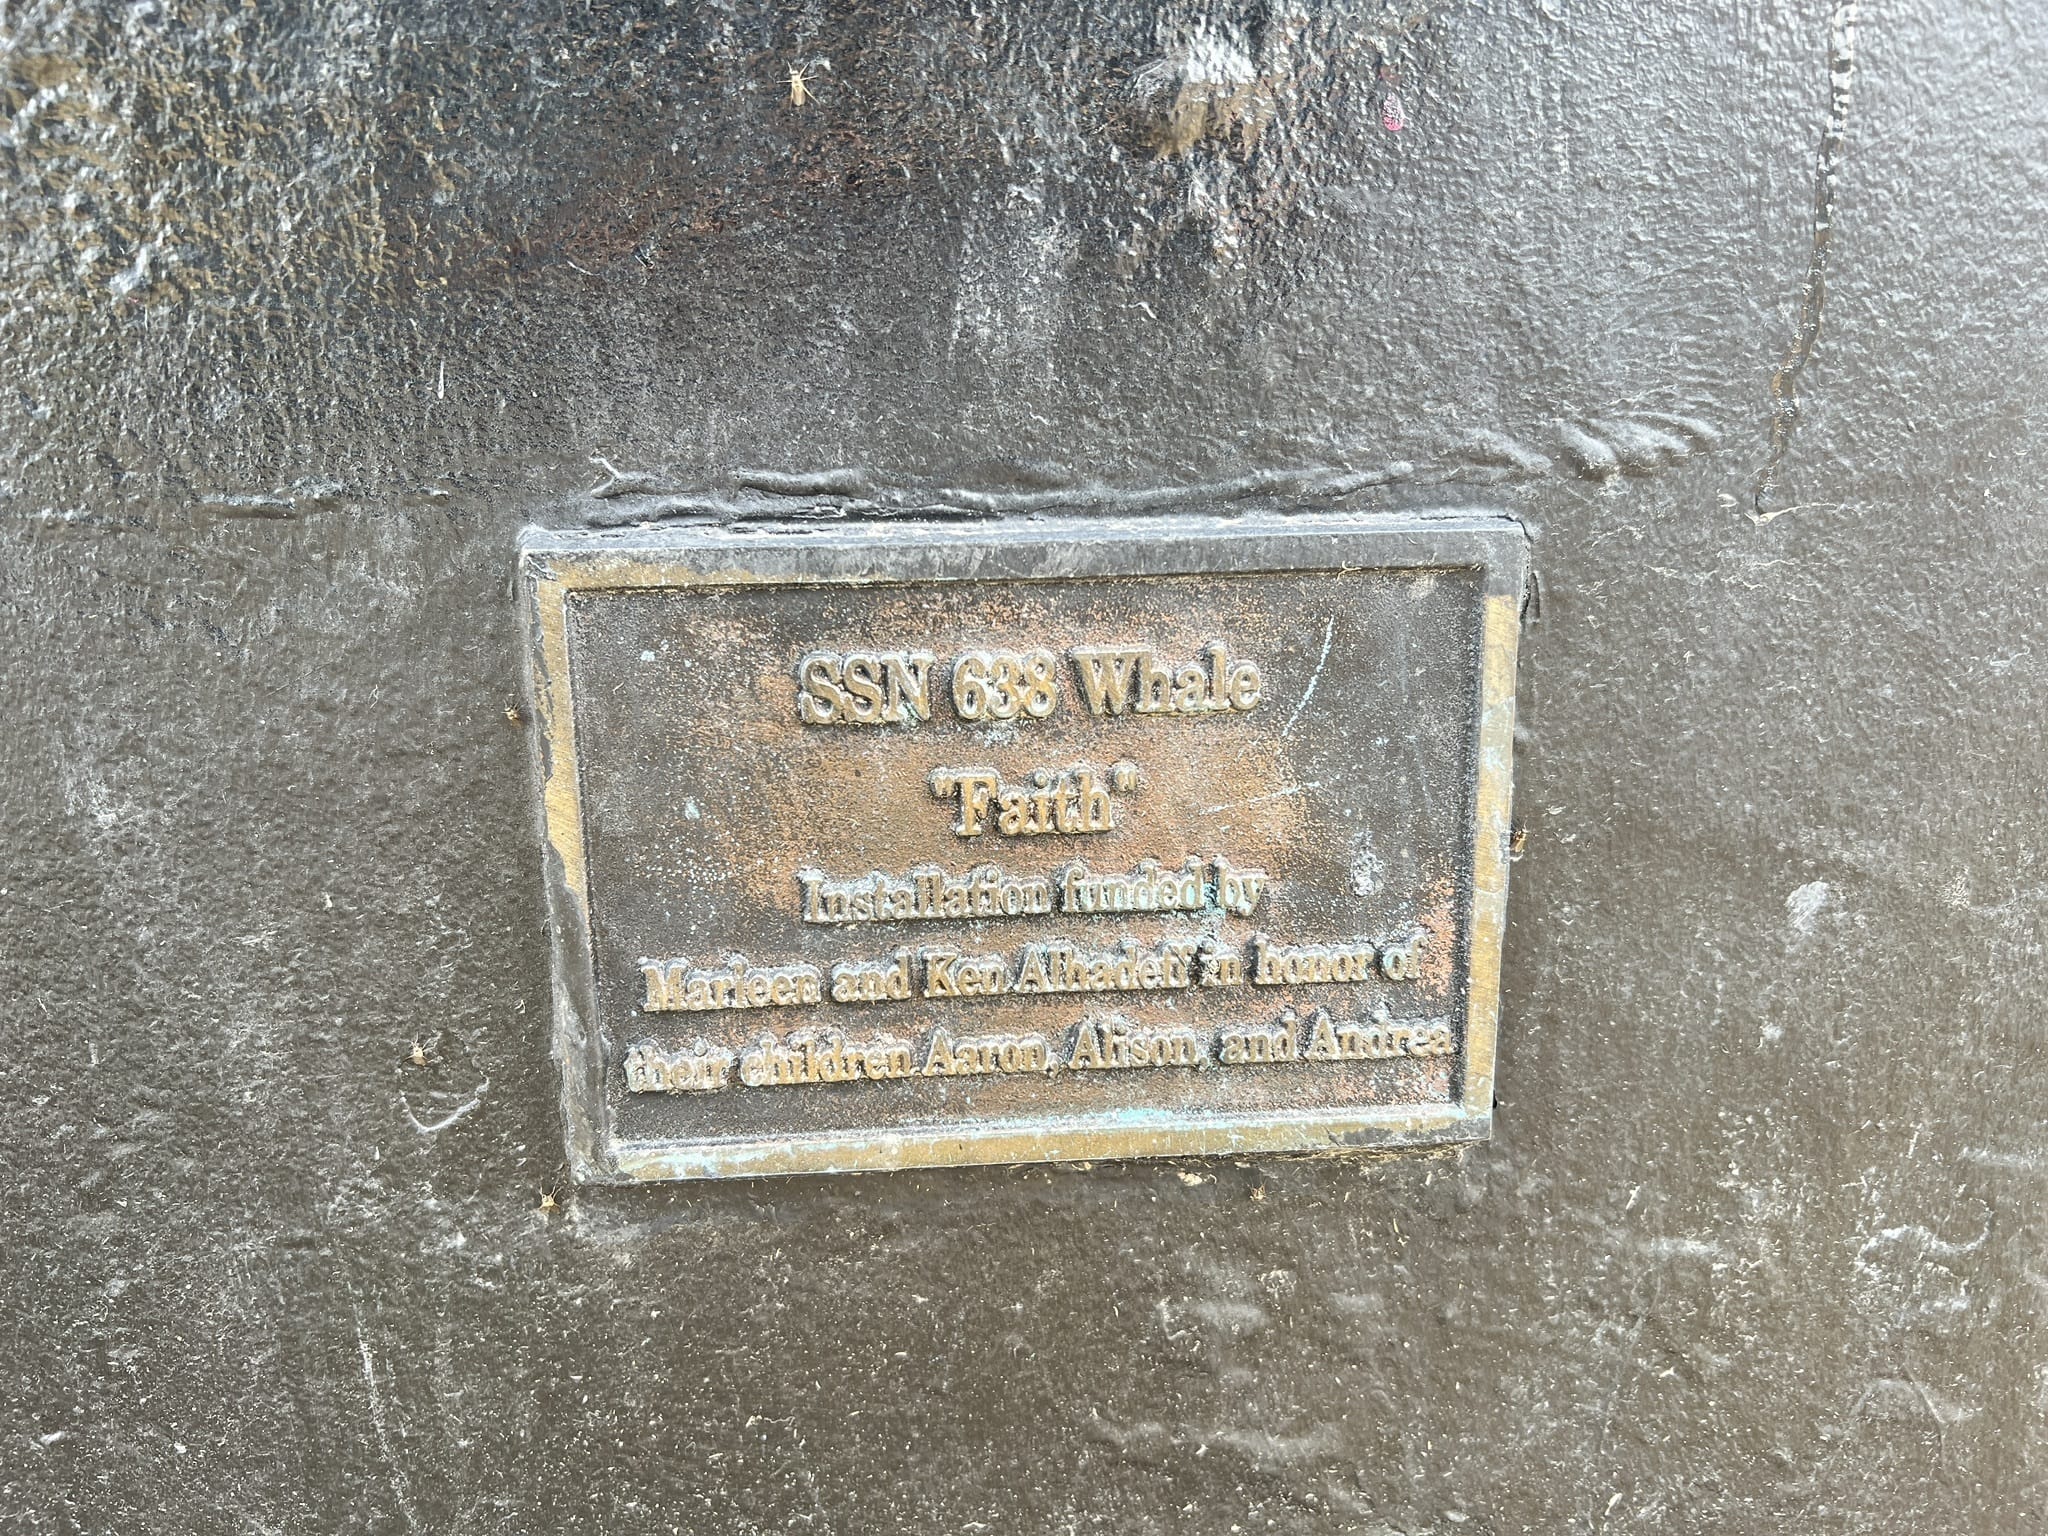 SSN 638 Whale
"Faith"
Installation funded by
Marleen and Ken Alhadeff in honor of
their children Aaron, Alison, and Andrea